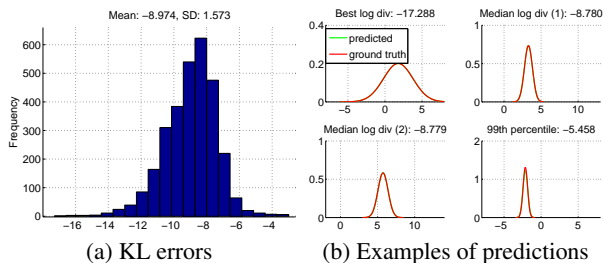 Mean: −8.974, SD: 1.573
Frequency
600
500
400
300
200
100
0
−16 −14 −12 −10 −8 −6 −4
(a) KL errors
Best log div: −17.288
0.4
0.2
0
−5 0 5
predicted
ground truth
Median log div (1): −8.780
1
0.5
0
0 5 10
Median log div (2): −8.779
1
0.5
0
0 5 10
99th percentile: −5.458
2
1
0
−5 0 5
(b) Examples of predictions